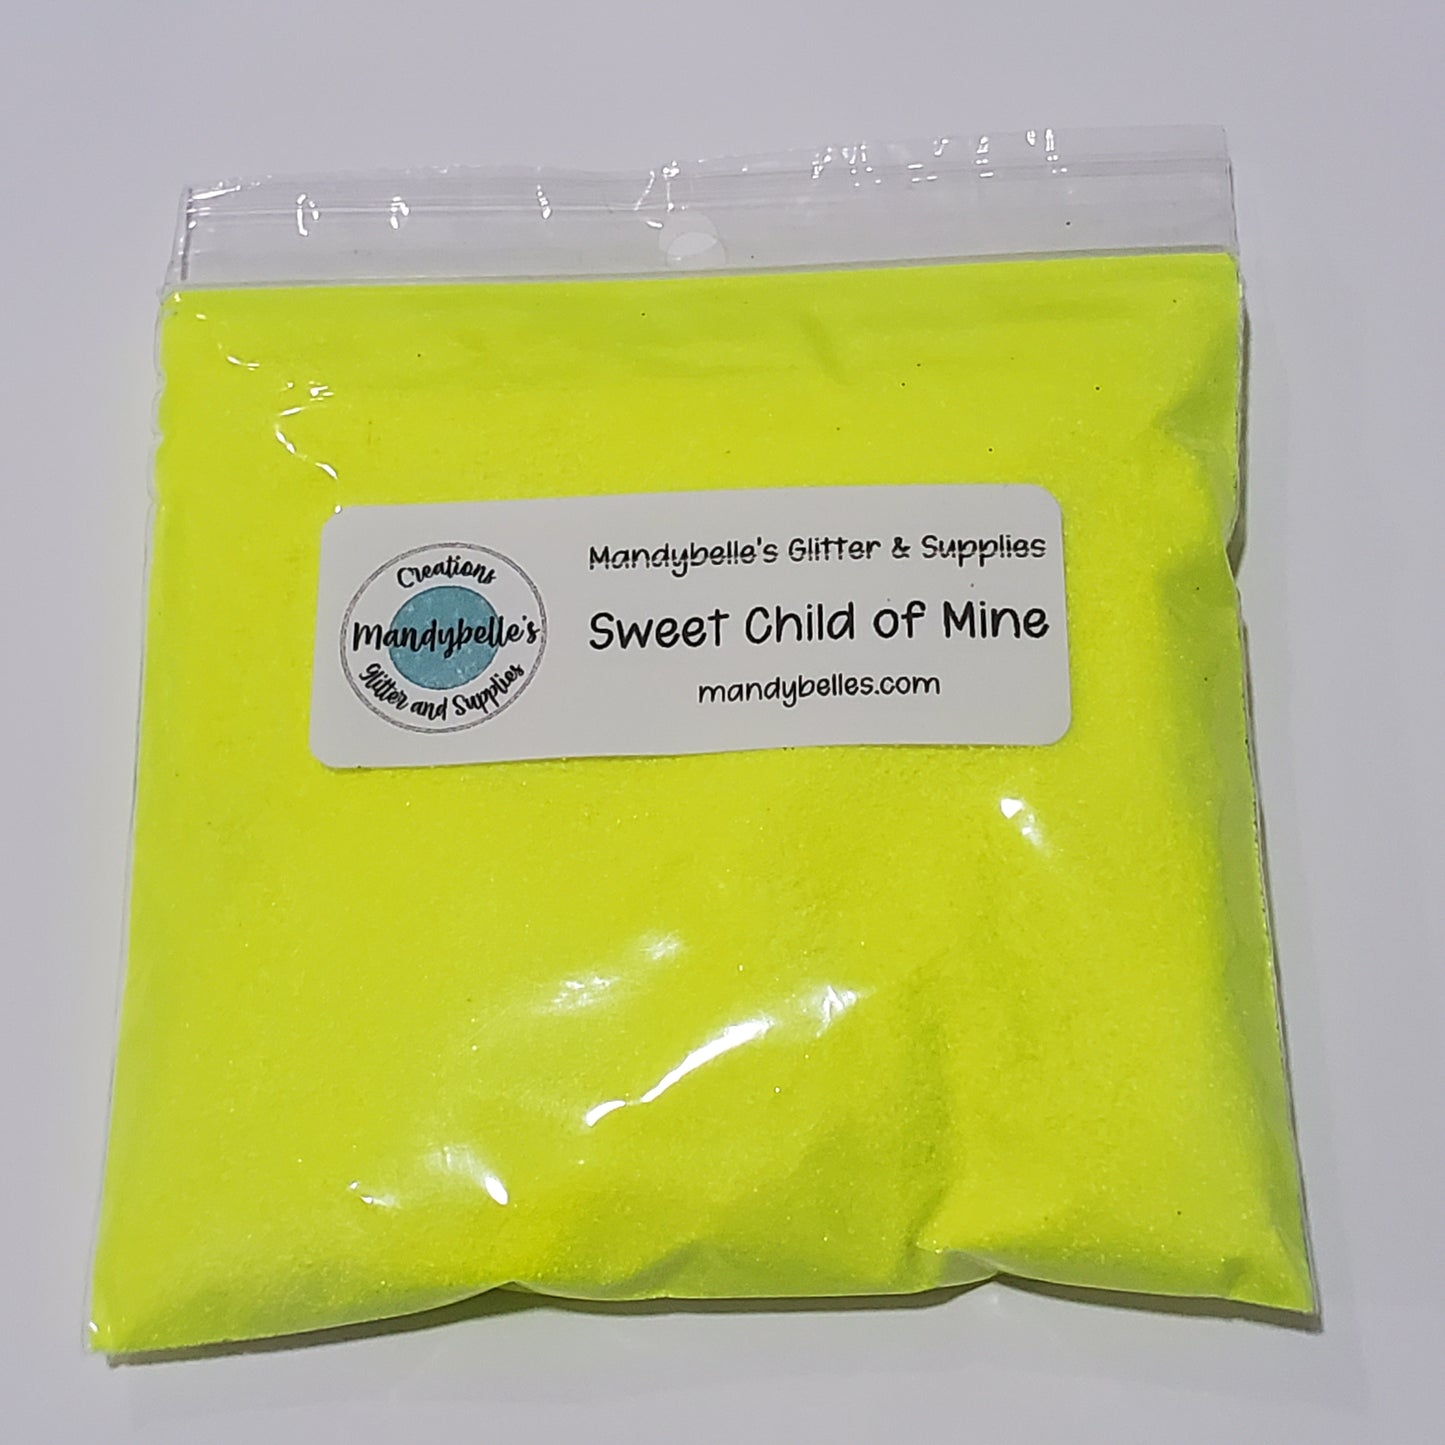 Creations
Mandybelle's
Glitter and Supplies
Mandybelle's Glitter & Supplies
Sweet Child of Mine
mandybelles.com